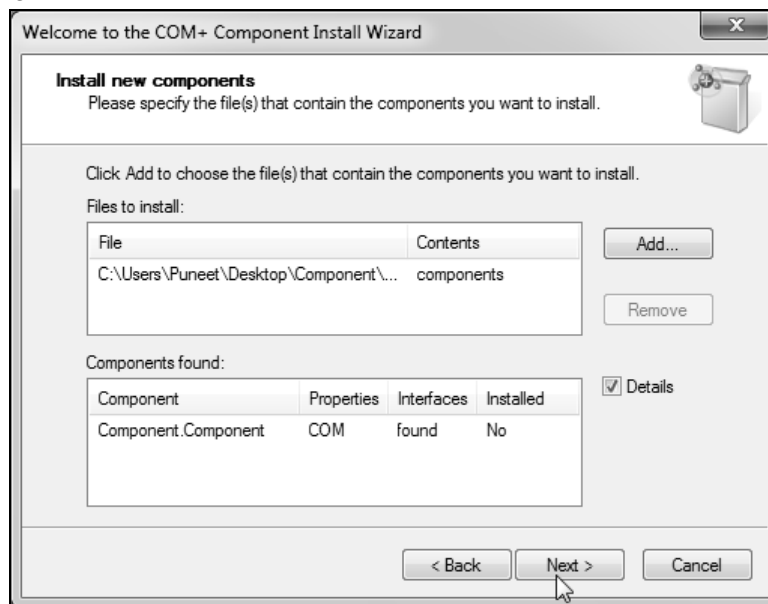 Welcome to the COM+ Component Install Wizard
X
Install new components
Please specify the file(s) that contain the components you want to install.
Click Add to choose the file(s) that contain the components you want to install.
Files to install:
File Contents
Add...
C:\Users\Puneet\Desktop\Component\... components
Remove
Components found:
Details
Component Properties Interfaces Installed
Component.Component COM found No
< Back Next > Cancel